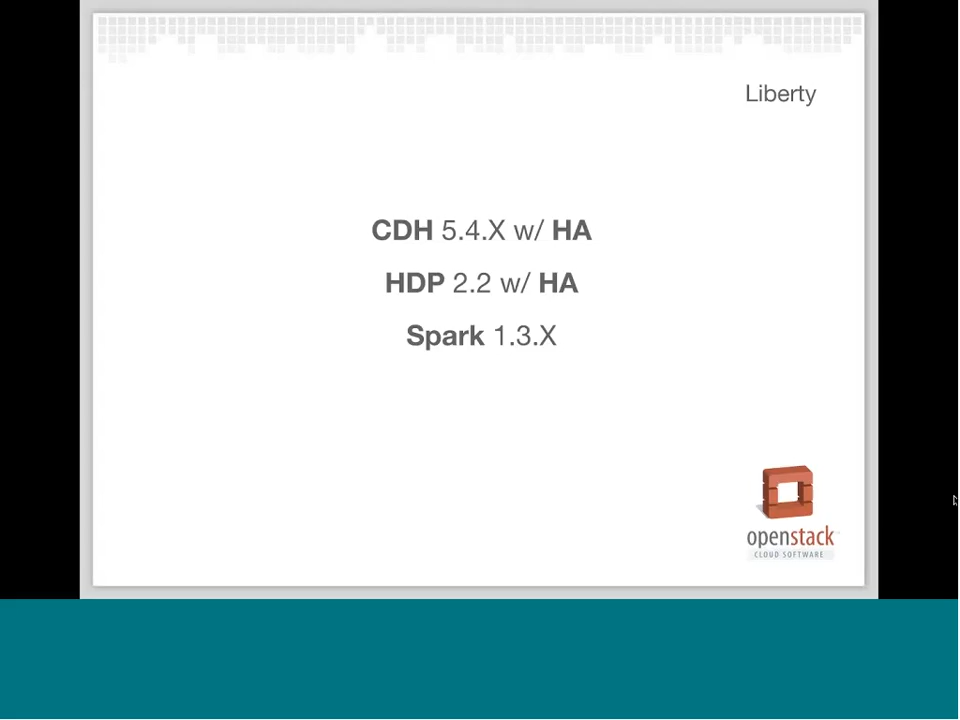 Liberty
CDH 5.4.X w/ HA
HDP 2.2 w/ HA
Spark 1.3.X
openstack
CLOUD SOFTWARE